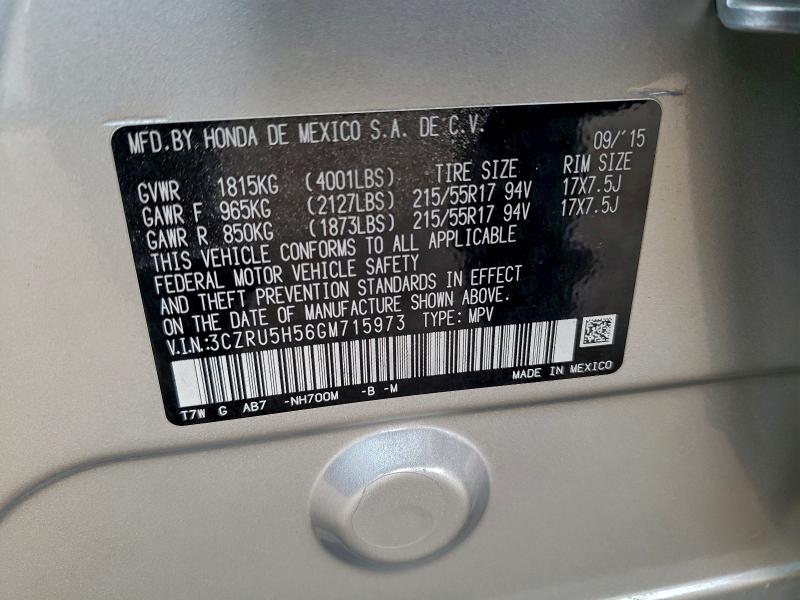 MFD.BY HONDA DE MEXICO S.A. DE C.V. 09/'15
TIRE SIZE RIM SIZE
GVWR 1815KG (4001LBS)
GAWR F 965KG (2127LBS) 215/55R17 94V 17X7.5J
GAWR R 850KG (1873LBS) 215/55R17 94V 17X7.5J
THIS VEHICLE CONFORMS TO ALL APPLICABLE
FEDERAL MOTOR VEHICLE SAFETY
AND THEFT PREVENTION STANDARDS IN EFFECT
ON THE DATE OF MANUFACTURE SHOWN ABOVE.
V.I.N:3CZRU5H56GM715973 TYPE: MPV
T7W G AB7 -NH700M -B -M MADE IN MEXICO